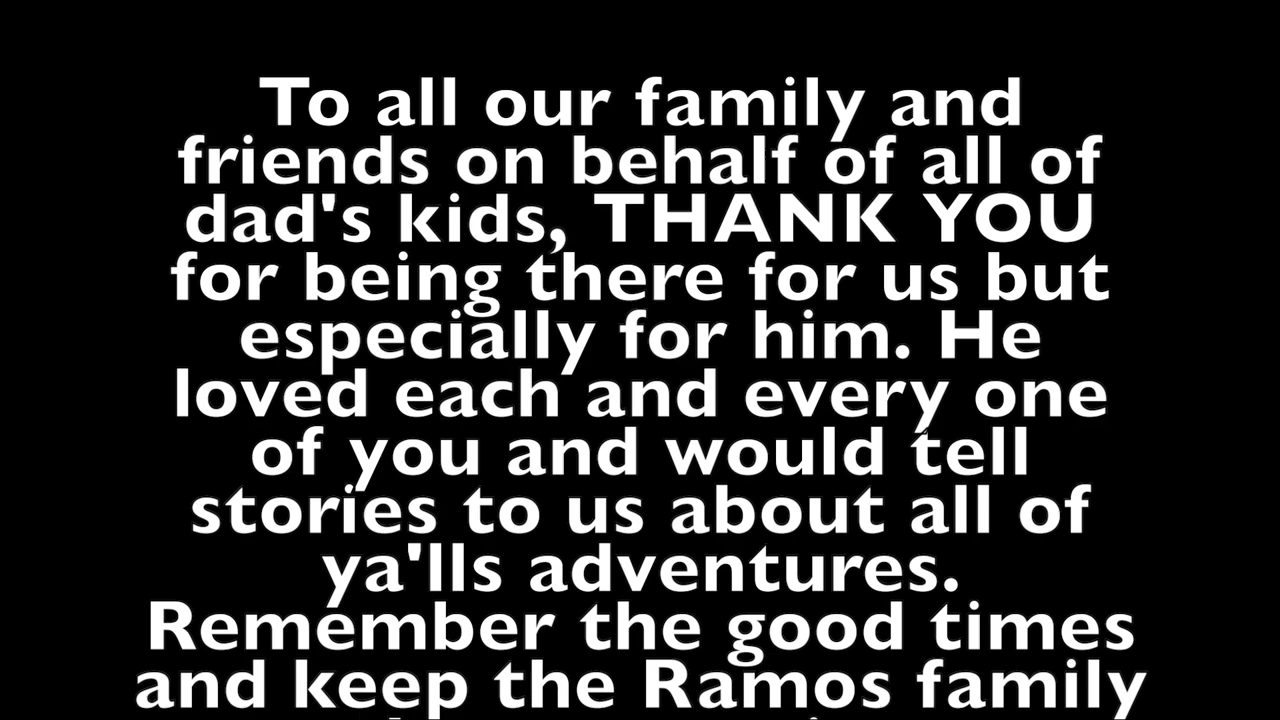 To all our family and
friends on behalf of all of
dad's kids, THANK YOU
for being there for us but
especially for him. He
loved each and every one
of you and would tell
stories to us about all of
ya'lls adventures.
Remember the good times
and keep the Ramos family